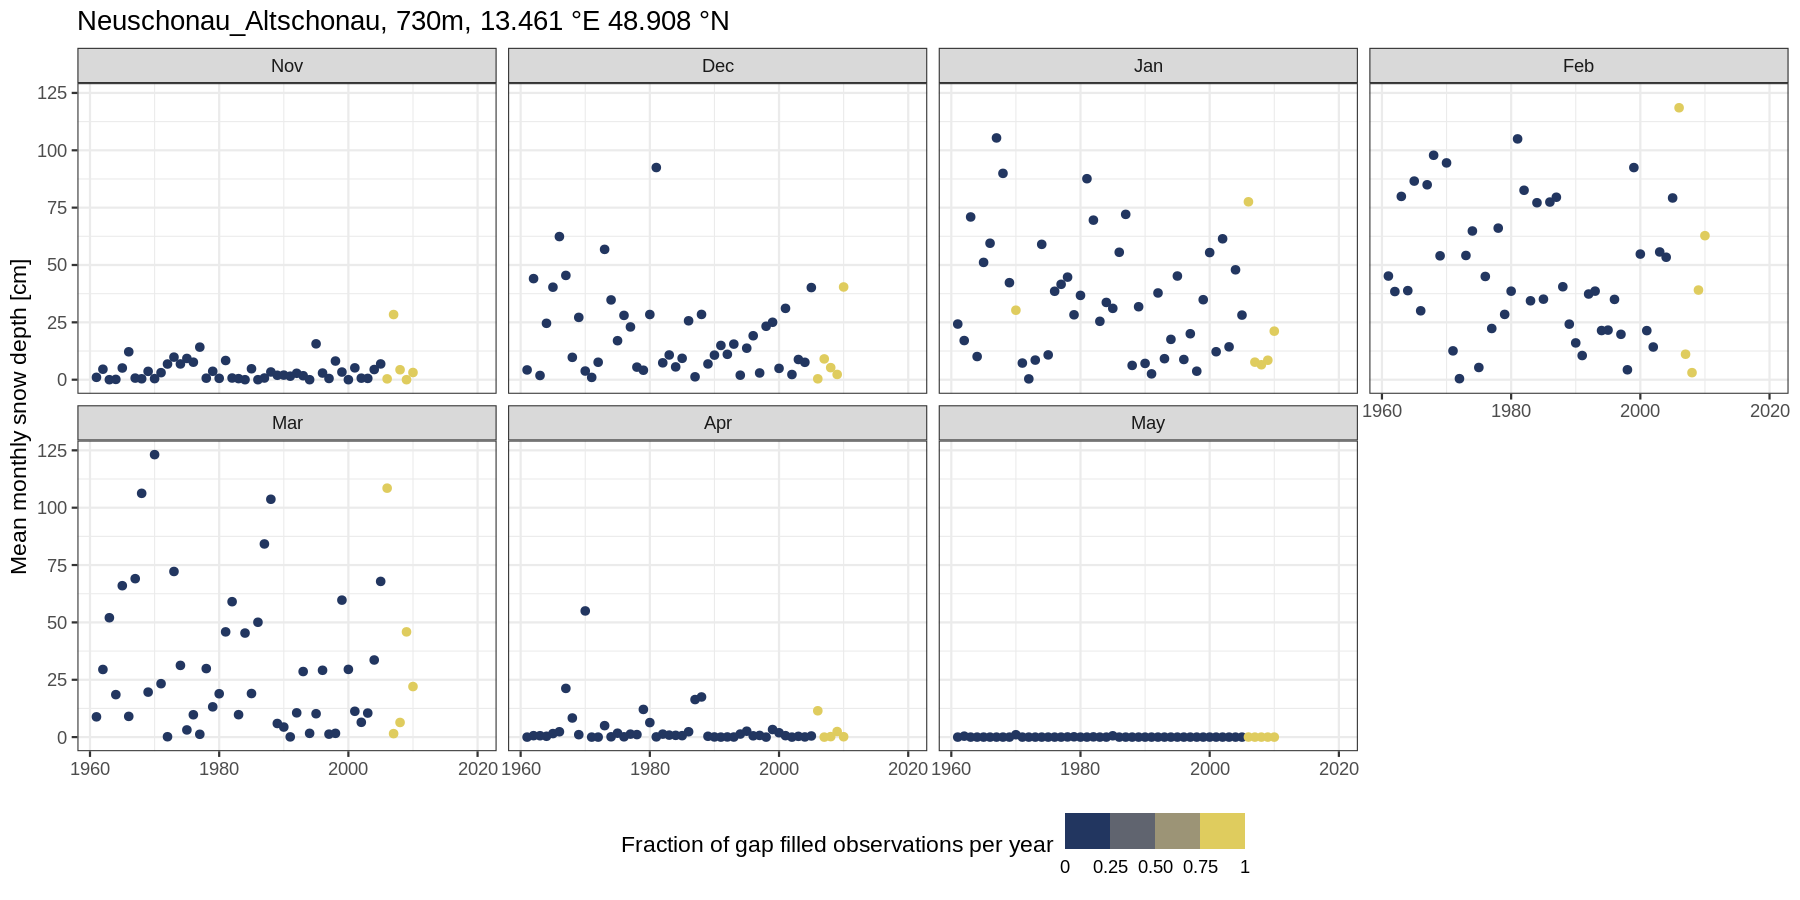 Neuschonau_Altschonau, 730m, 13.461 °E 48.908 °N
Nov Dec Jan Feb
125
100
75
50
25
0
1960 1980 2000 2020
Mean monthly snow depth [cm]
Mar Apr May
125
100
75
50
25
0
1960 1980 2000 2020 1960 1980 2000 2020 1960 1980 2000 2020
Fraction of gap filled observations per year
0 0.25 0.50 0.75 1